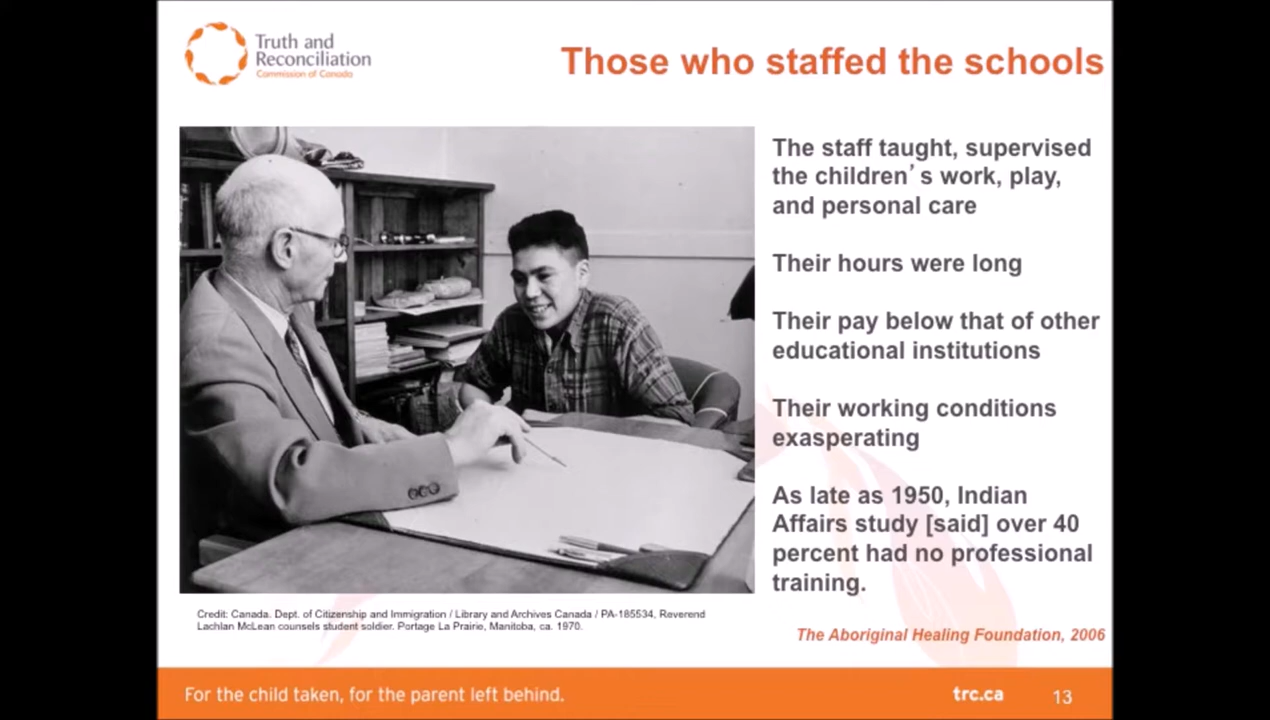 Truth and
Reconciliation
Commission of Canada
Those who staffed the schools
The staff taught, supervised
the children's work, play,
and personal care
Their hours were long
Their pay below that of other
educational institutions
Their working conditions
exasperating
As late as 1950, Indian
Affairs study [said] over 40
percent had no professional
training.
Credit: Canada. Dept. of Citizenship and Immigration / Library and Archives Canada / PA-185534, Reverend
Lachlan McLean counsels student soldier. Portage La Prairie, Manitoba, ca. 1970.
The Aboriginal Healing Foundation, 2006
For the child taken, for the parent left behind.
trc.ca
13